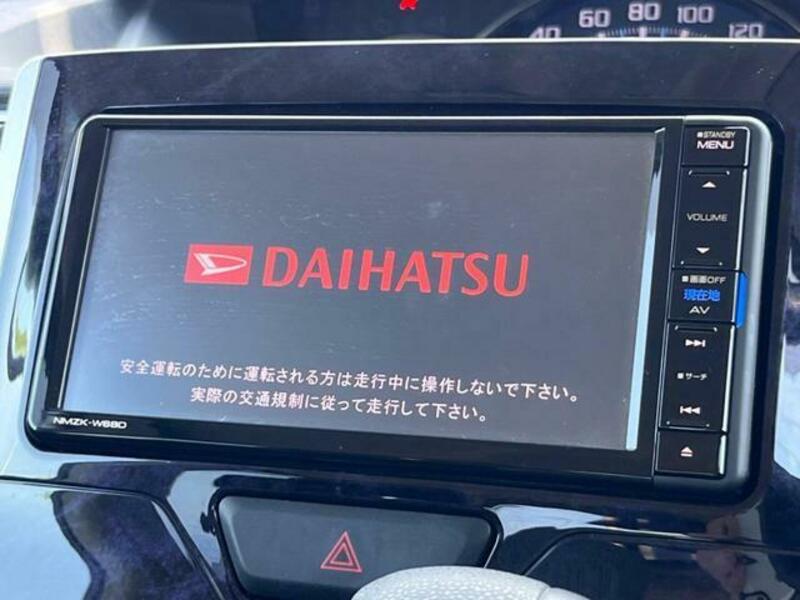 40 60 80 100 120
■STANDBY
MENU
VOLUME
■画面OFF
現在地
AV
■サーチ
DAIHATSU
安全運転のために運転される方は走行中に操作しないで下さい。
実際の交通規制に従って走行して下さい。
NMZK-W68D